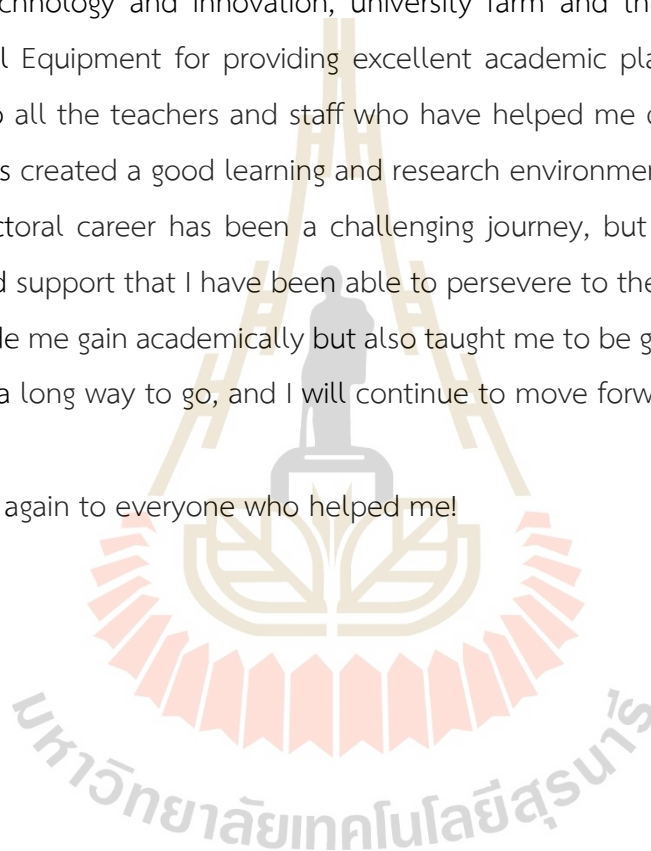 chnology and innovation, university farm and th
l Equipment for providing excellent academic pla
o all the teachers and staff who have helped me
s created a good learning and research environmen
ctoral career has been a challenging journey, but
d support that I have been able to persevere to the
de me gain academically but also taught me to be g
a long way to go, and I will continue to move forw
again to everyone who helped me!
มหาวิทยาลัยเทคโนโลยีสุรนารี